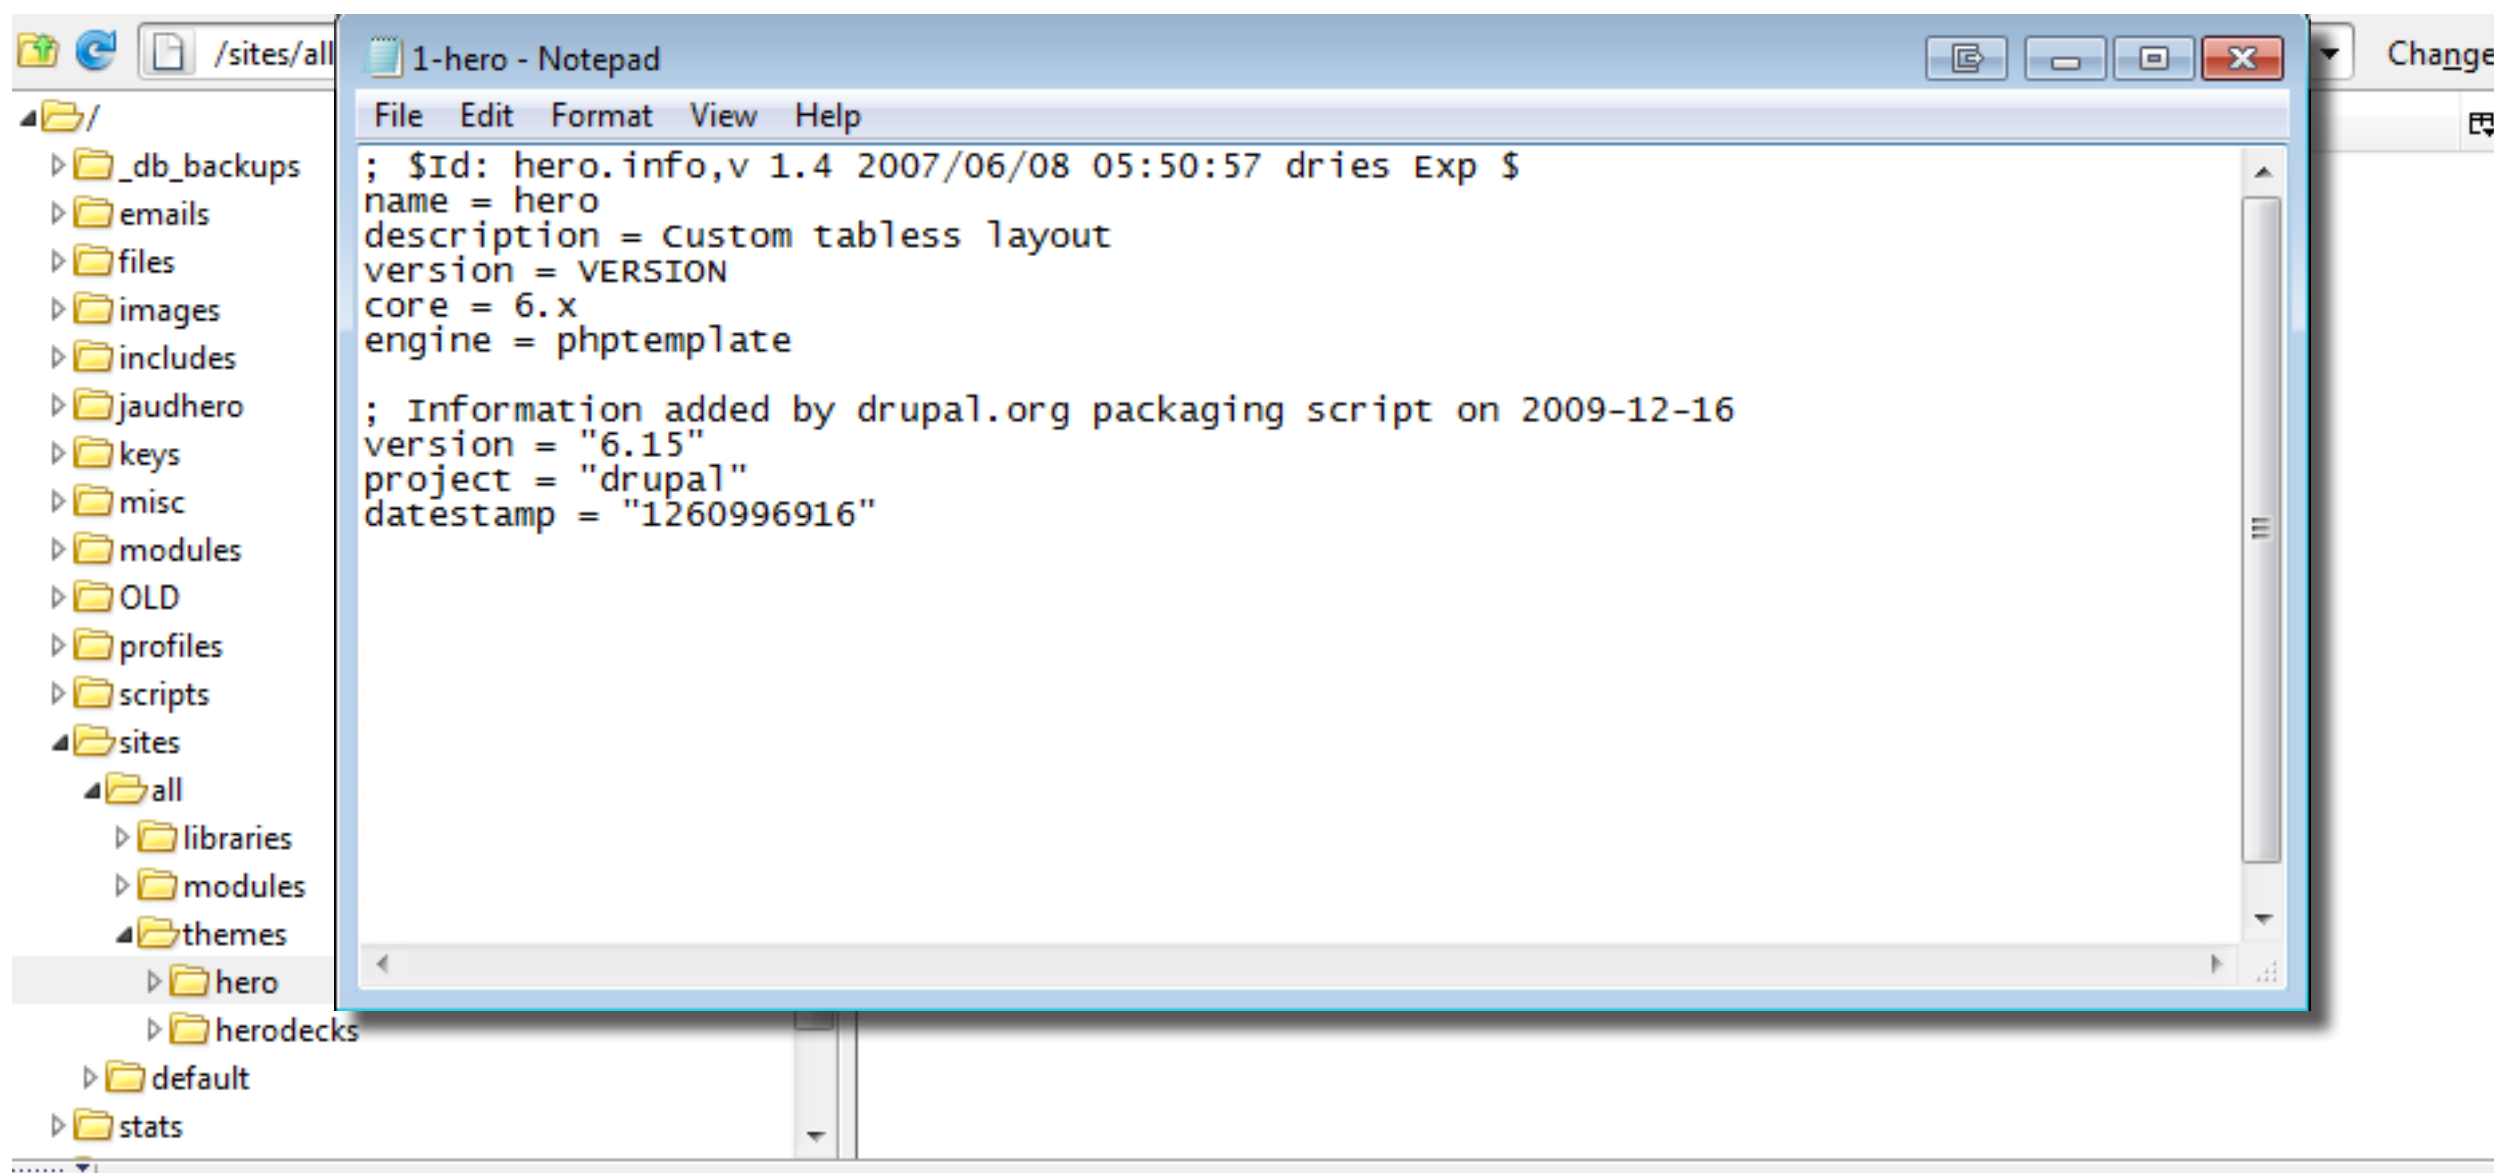 /sites/all
1-hero - Notepad
Change
File Edit Format View Help
; $Id: hero.info,v 1.4 2007/06/08 05:50:57 dries Exp $
name = hero
description = Custom tabless layout
version = VERSION
core = 6.x
engine = phptemplate
; Information added by drupal.org packaging script on 2009-12-16
version = "6.15"
project = "drupal"
datestamp = "1260996916"
/
_db_backups
emails
files
images
includes
jaudhero
keys
misc
modules
OLD
profiles
scripts
sites
all
libraries
modules
themes
hero
herodecks
default
stats